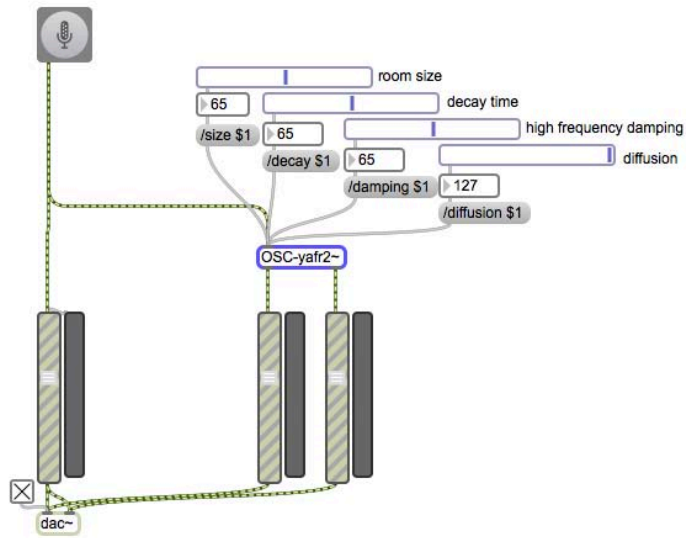 room size
65
decay time
/size $1
65
high frequency damping
/decay $1
65
diffusion
/damping $1
127
/diffusion $1
OSC-yafr2~
dac~